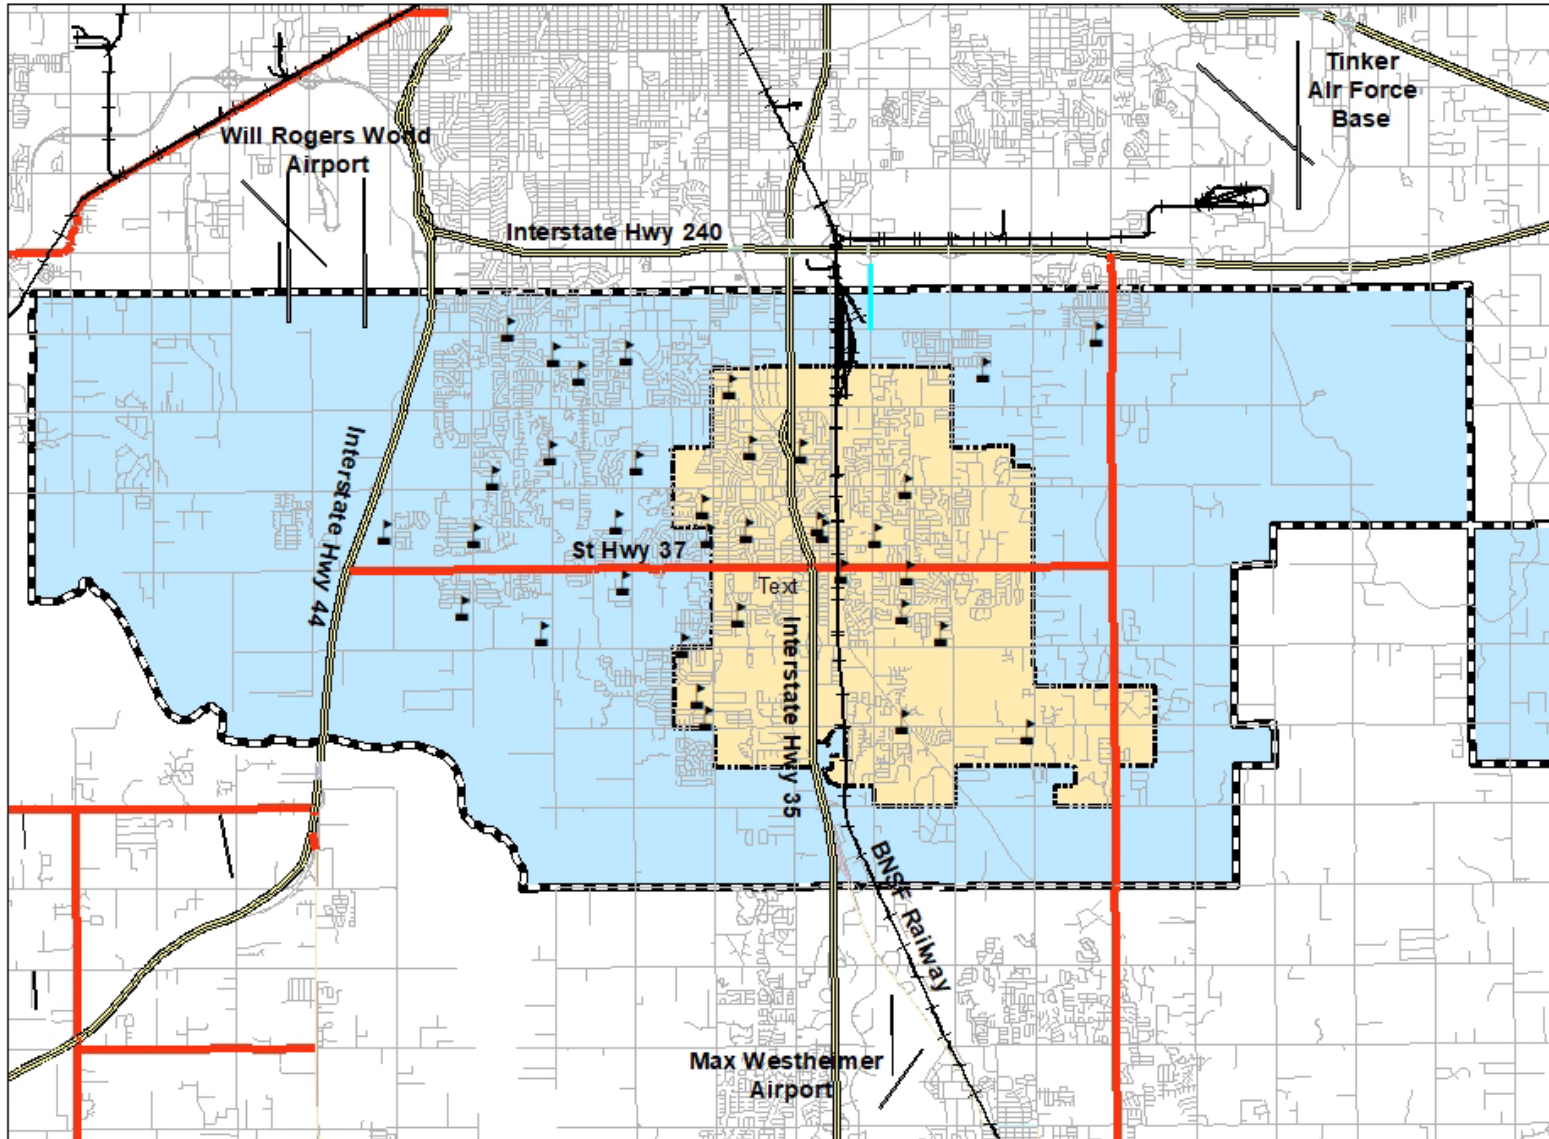 Tinker
Air Force
Base
Will Rogers World
Airport
Interstate Hwy 240
Interstate Hwy 44
St Hwy 37
Text
Interstate Hwy 35
BNSF Railway
Max Westheimer
Airport